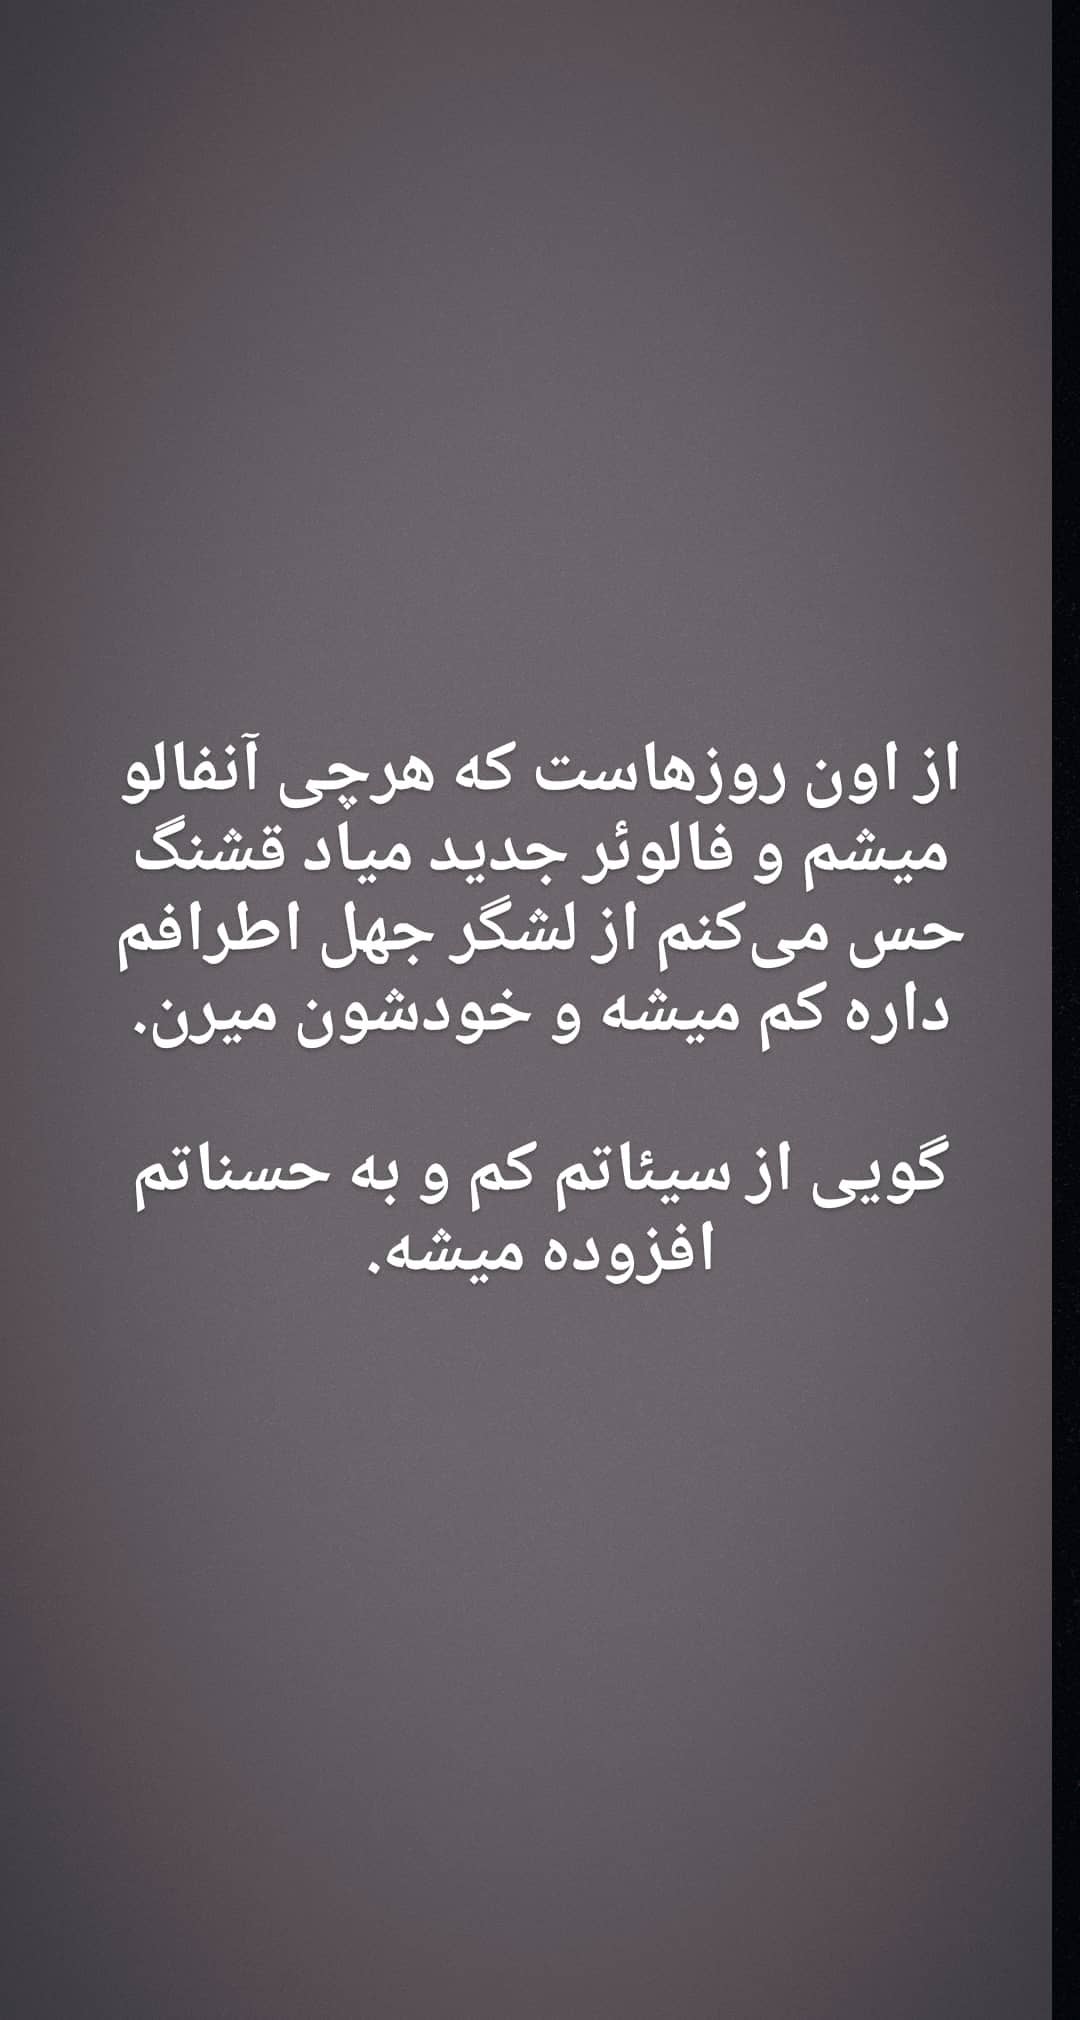 از اون روزهاست که هرچی آنفالو
میشم و فالوئر جدید میاد قشنگ
حس می‌کنم از لشگر جهل اطرافم
داره کم میشه و خودشون میرن.
گویی از سیئاتم کم و به حسناتم
افزوده میشه.